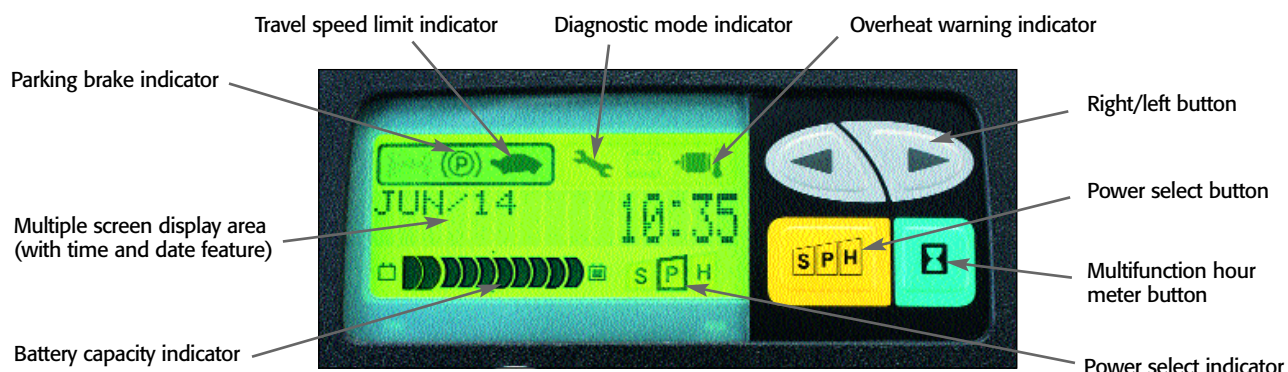 Travel speed limit indicator
Diagnostic mode indicator
Overheat warning indicator
Parking brake indicator
Right/left button
(P)
JUN/14
10:35
Power select button
Multiple screen display area
(with time and date feature)
S P H
Multifunction hour
meter button
S P H
Battery capacity indicator
Power select indicator